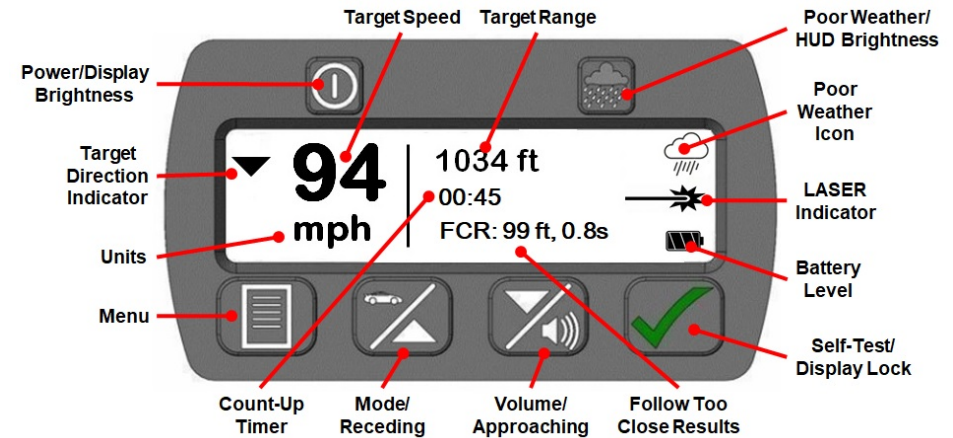 Target Speed
Target Range
Poor Weather/
HUD Brightness
Power/Display
Brightness
Poor
Weather
Icon
Target
Direction
Indicator
94
mph
1034 ft
00:45
FCR: 99 ft, 0.8s
LASER
Indicator
Units
Battery
Level
Menu
Self-Test/
Display Lock
Count-Up
Timer
Mode/
Receding
Volume/
Approaching
Follow Too
Close Results